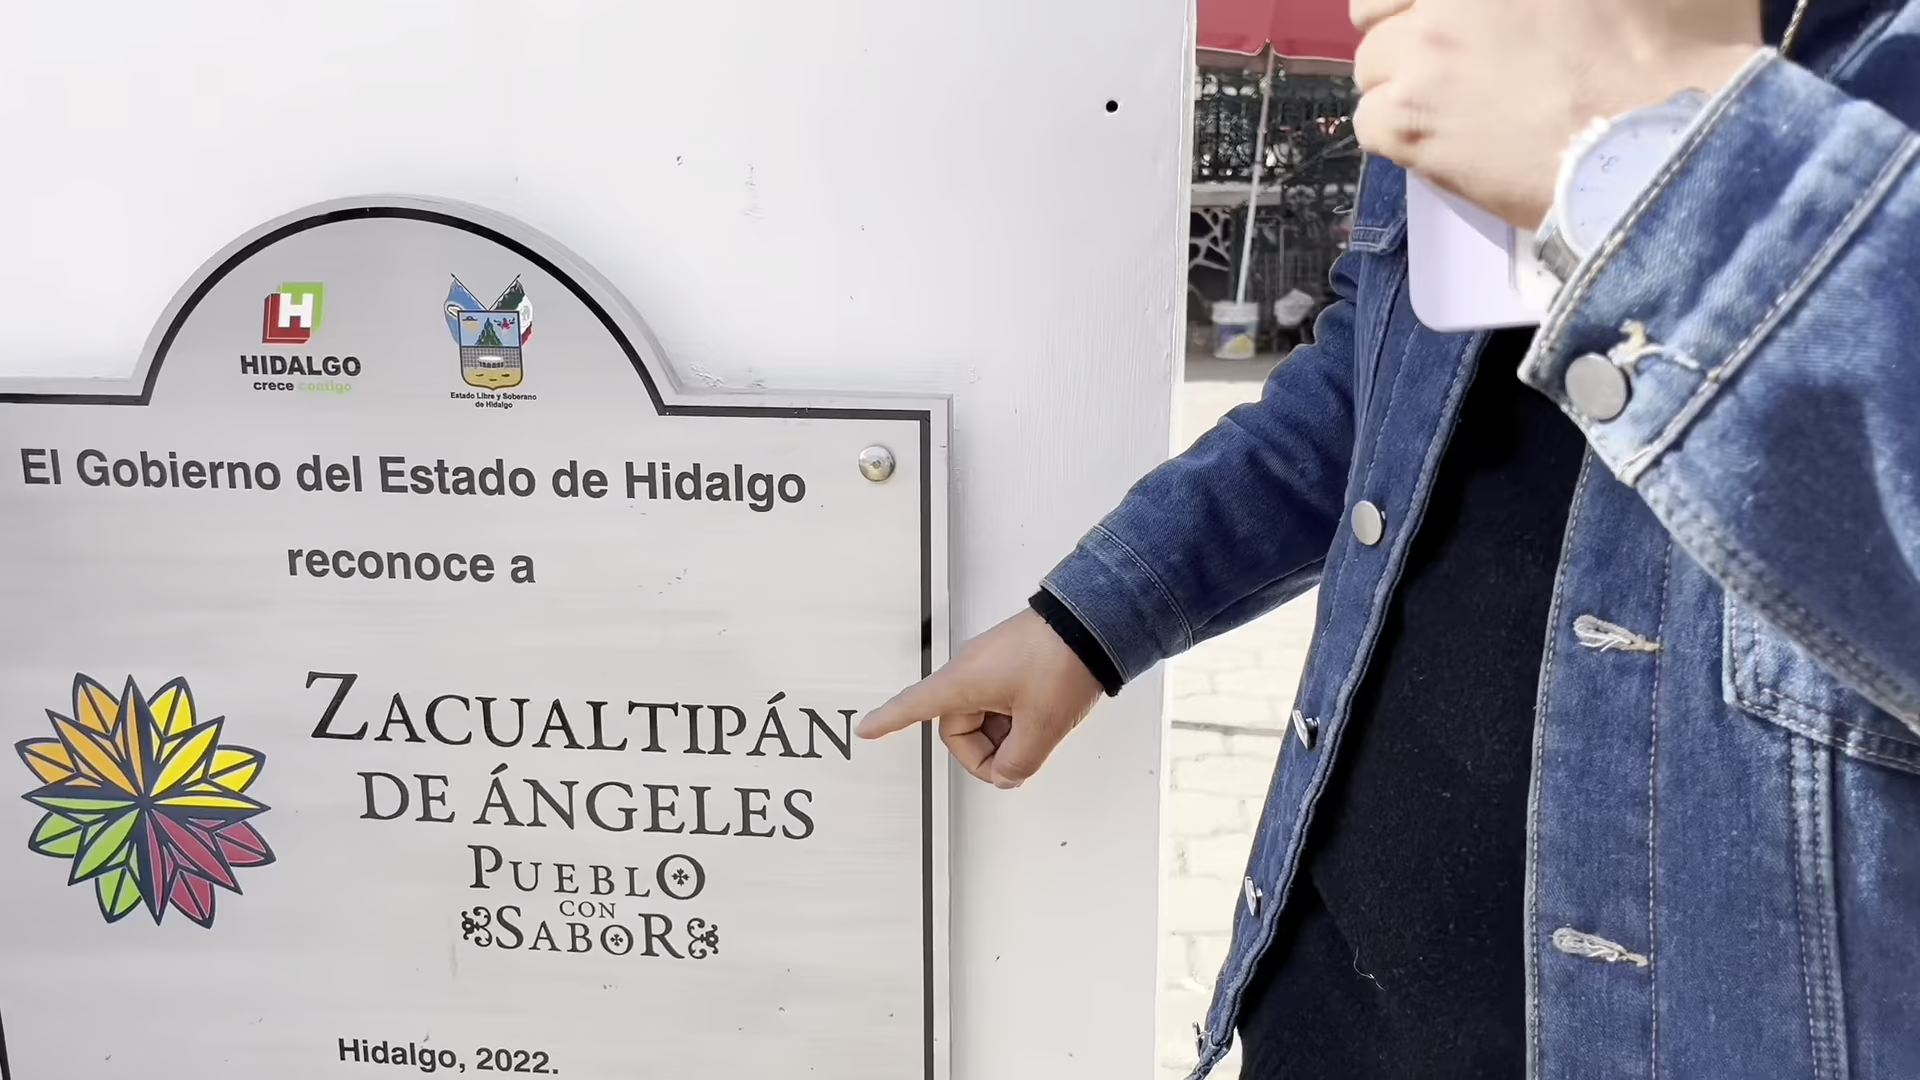 H
HIDALGO
crece contigo
Estado Libre y Soberano
de Hidalgo
El Gobierno del Estado de Hidalgo
reconoce a
ZACUALTIPÁN
DE ÁNGELES
PUEBLO
CON
SABOR
Hidalgo, 2022.